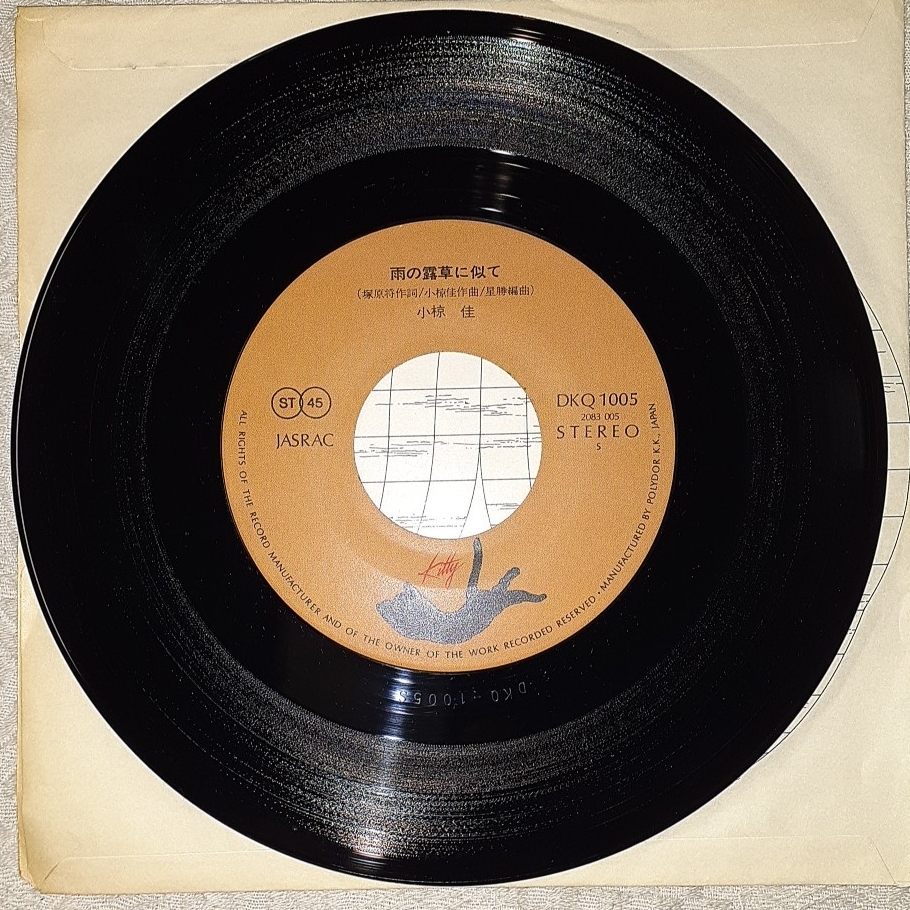 雨の露草に似て
(塚原将作詞/小椋佳作曲/星勝編曲)
小椋 佳
ST 45
JASRAC
DKQ 1005
2083 005
STEREO
S
Kitty
ALL RIGHTS OF THE RECORD MANUFACTURER AND OF THE OWNER OF THE WORK RECORDED RESERVED • MANUFACTURED BY POLYDOR K.K., JAPAN